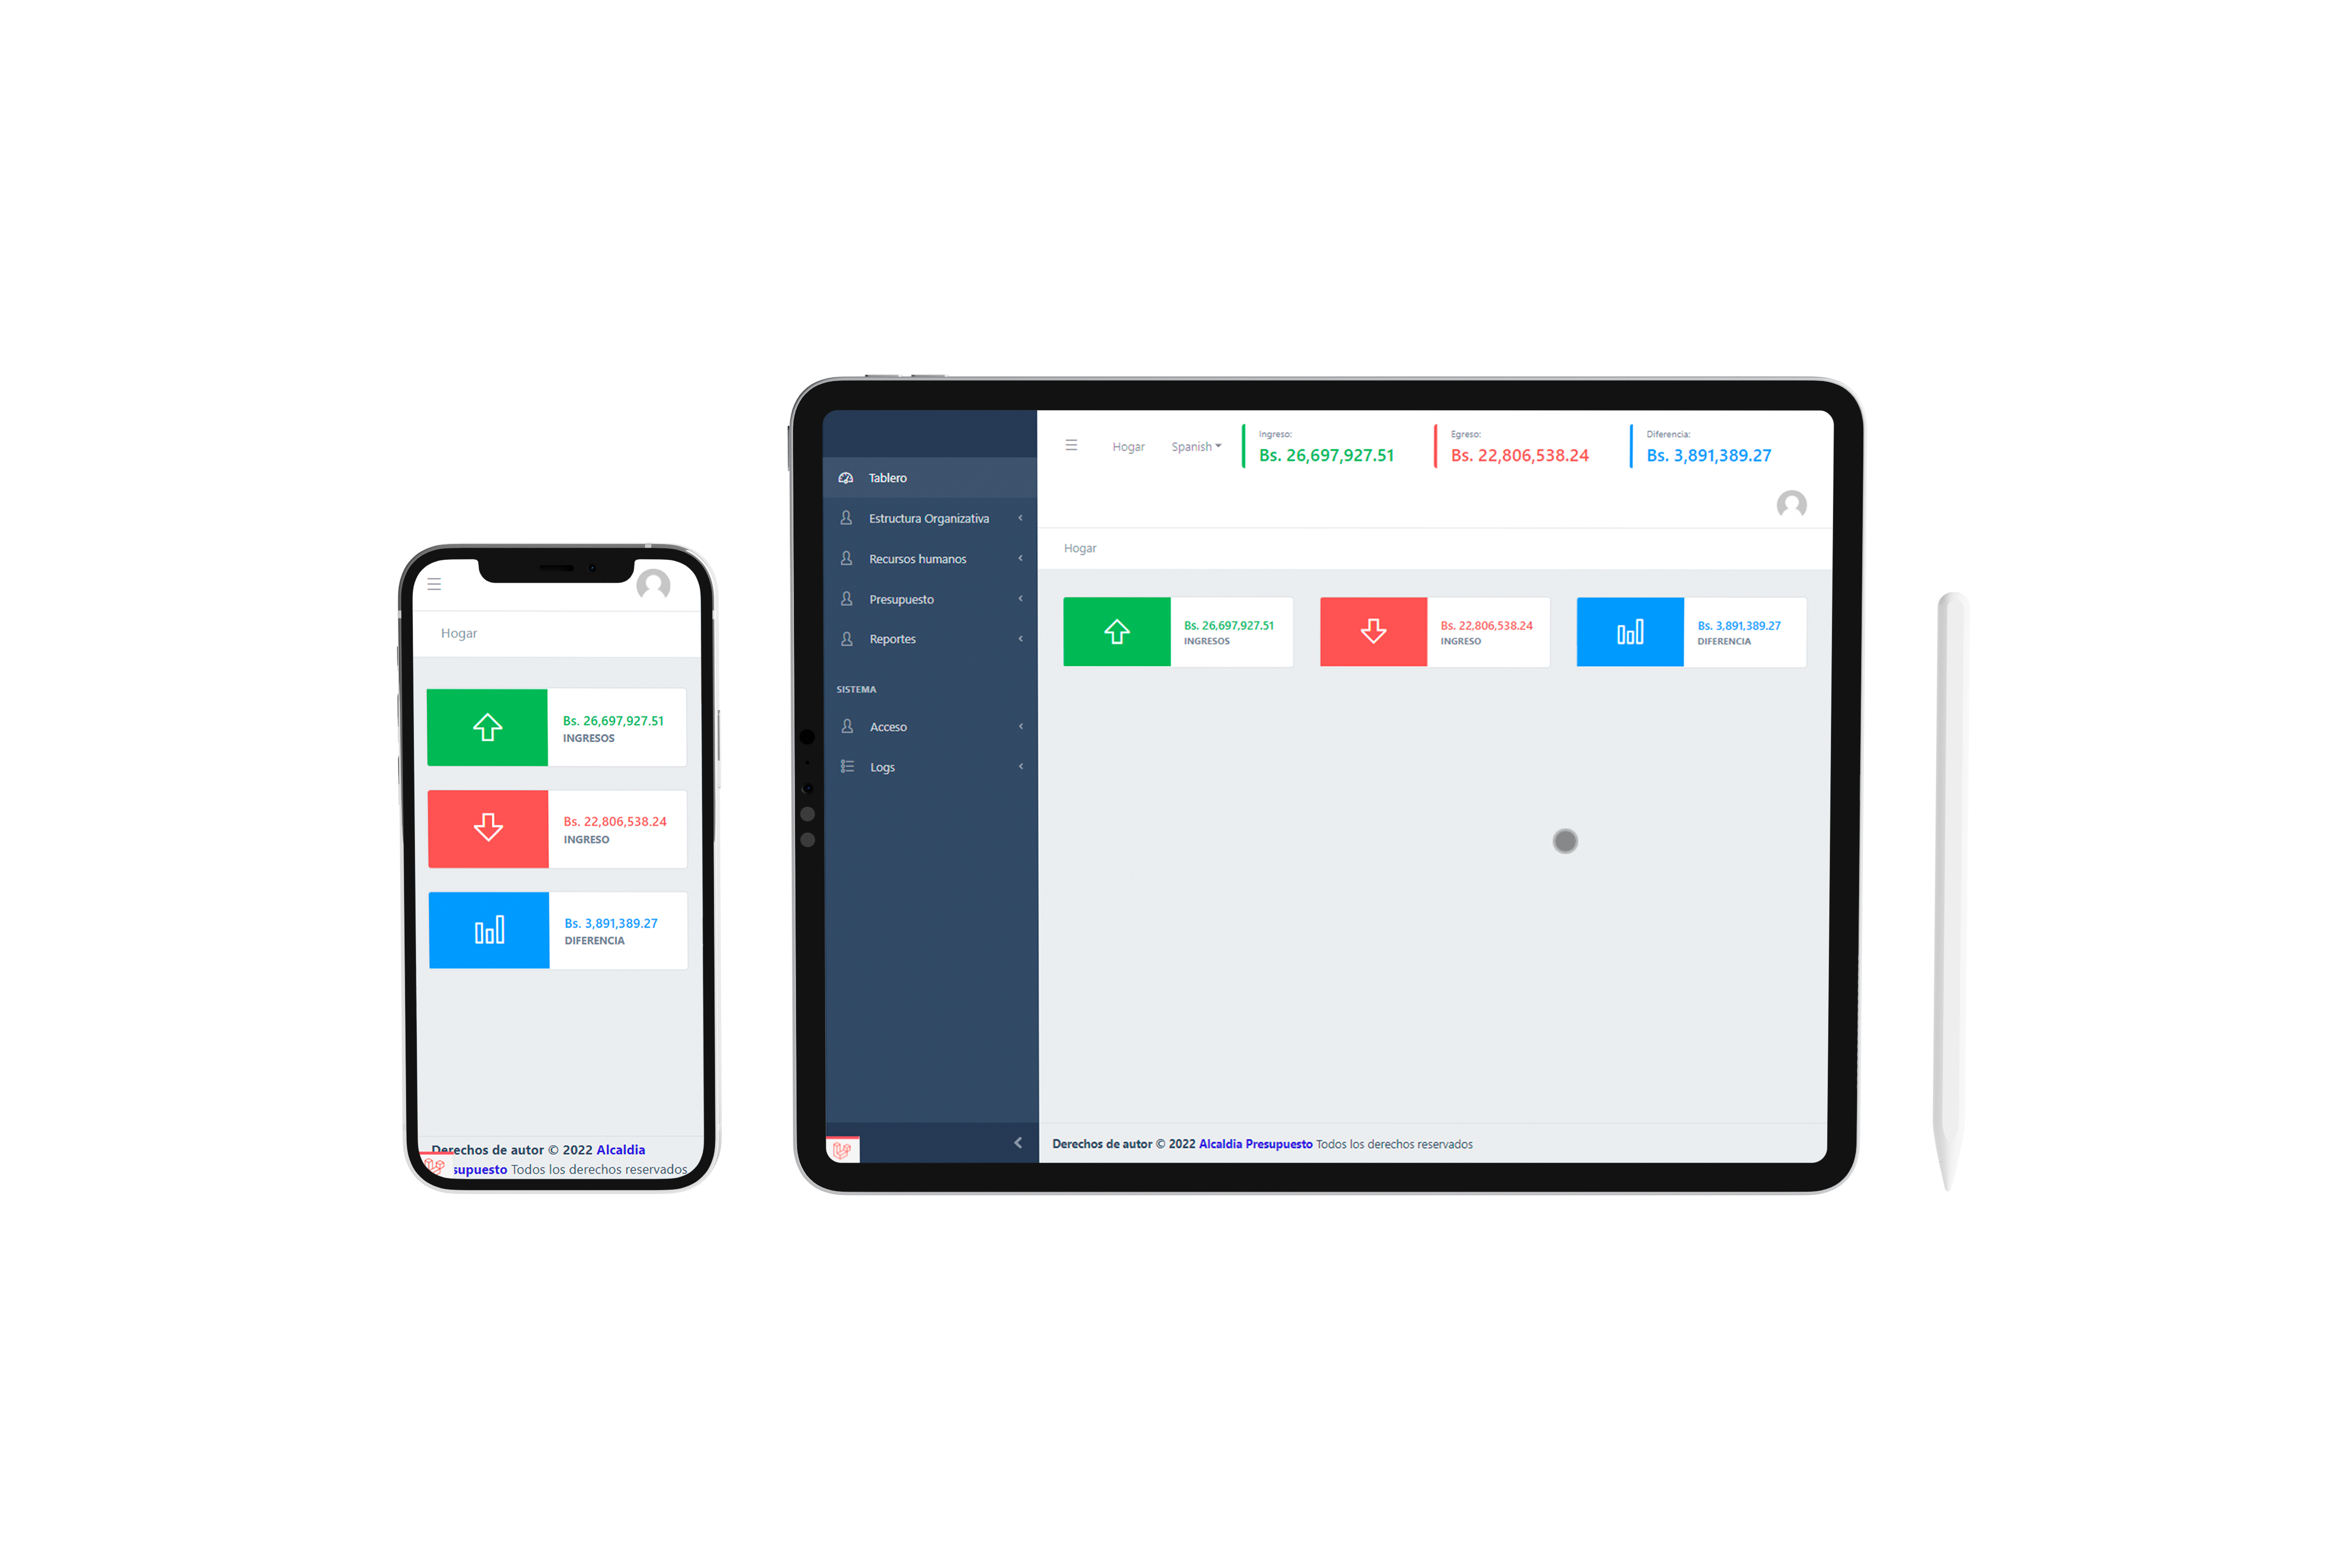 Hogar
Bs. 26,697,927.51
INGRESOS
Bs. 22,806,538.24
INGRESO
Bs. 3,891,389.27
DIFERENCIA
Derechos de autor © 2022 Alcaldia
supuesto Todos los derechos reservados
Tablero
Estructura Organizativa
Recursos humanos
Presupuesto
Reportes
SISTEMA
Acceso
Logs
Hogar Spanish
Ingreso:
Bs. 26,697,927.51
Egreso:
Bs. 22,806,538.24
Diferencia:
Bs. 3,891,389.27
Hogar
Bs. 26,697,927.51
INGRESOS
Bs. 22,806,538.24
INGRESO
Bs. 3,891,389.27
DIFERENCIA
Derechos de autor © 2022 Alcaldia Presupuesto Todos los derechos reservados